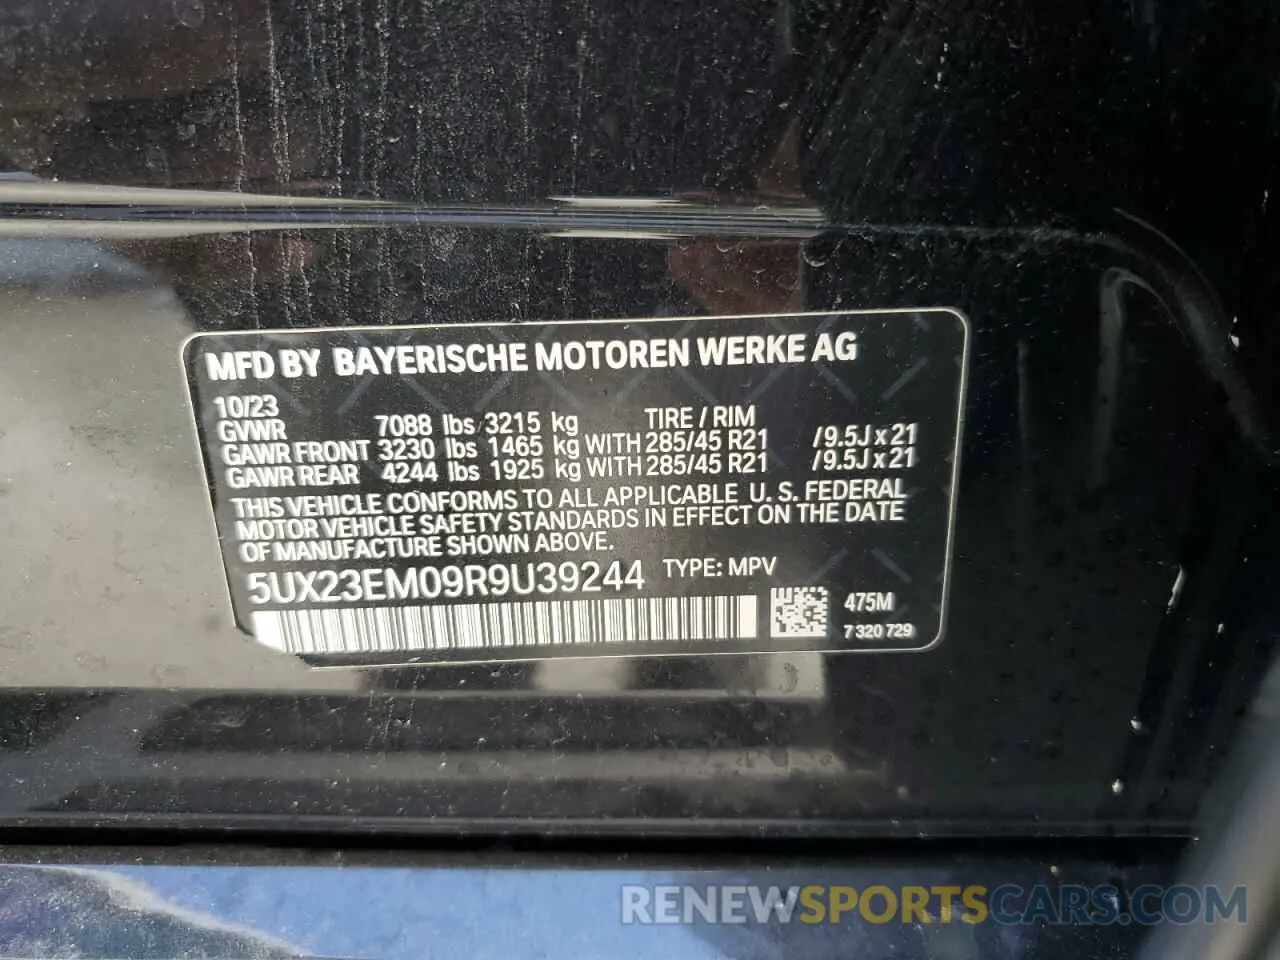 MFD BY BAYERISCHE MOTOREN WERKE AG
10/23
GVWR 7088 lbs/3215 kg TIRE / RIM
GAWR FRONT 3230 lbs 1465 kg WITH 285/45 R21 /9.5J x 21
GAWR REAR 4244 lbs 1925 kg WITH 285/45 R21 /9.5J x 21
THIS VEHICLE CONFORMS TO ALL APPLICABLE U. S. FEDERAL
MOTOR VEHICLE SAFETY STANDARDS IN EFFECT ON THE DATE
OF MANUFACTURE SHOWN ABOVE.
5UX23EM09R9U39244 TYPE: MPV
475M
7 320 729
RENEWSPORTSCARS.COM